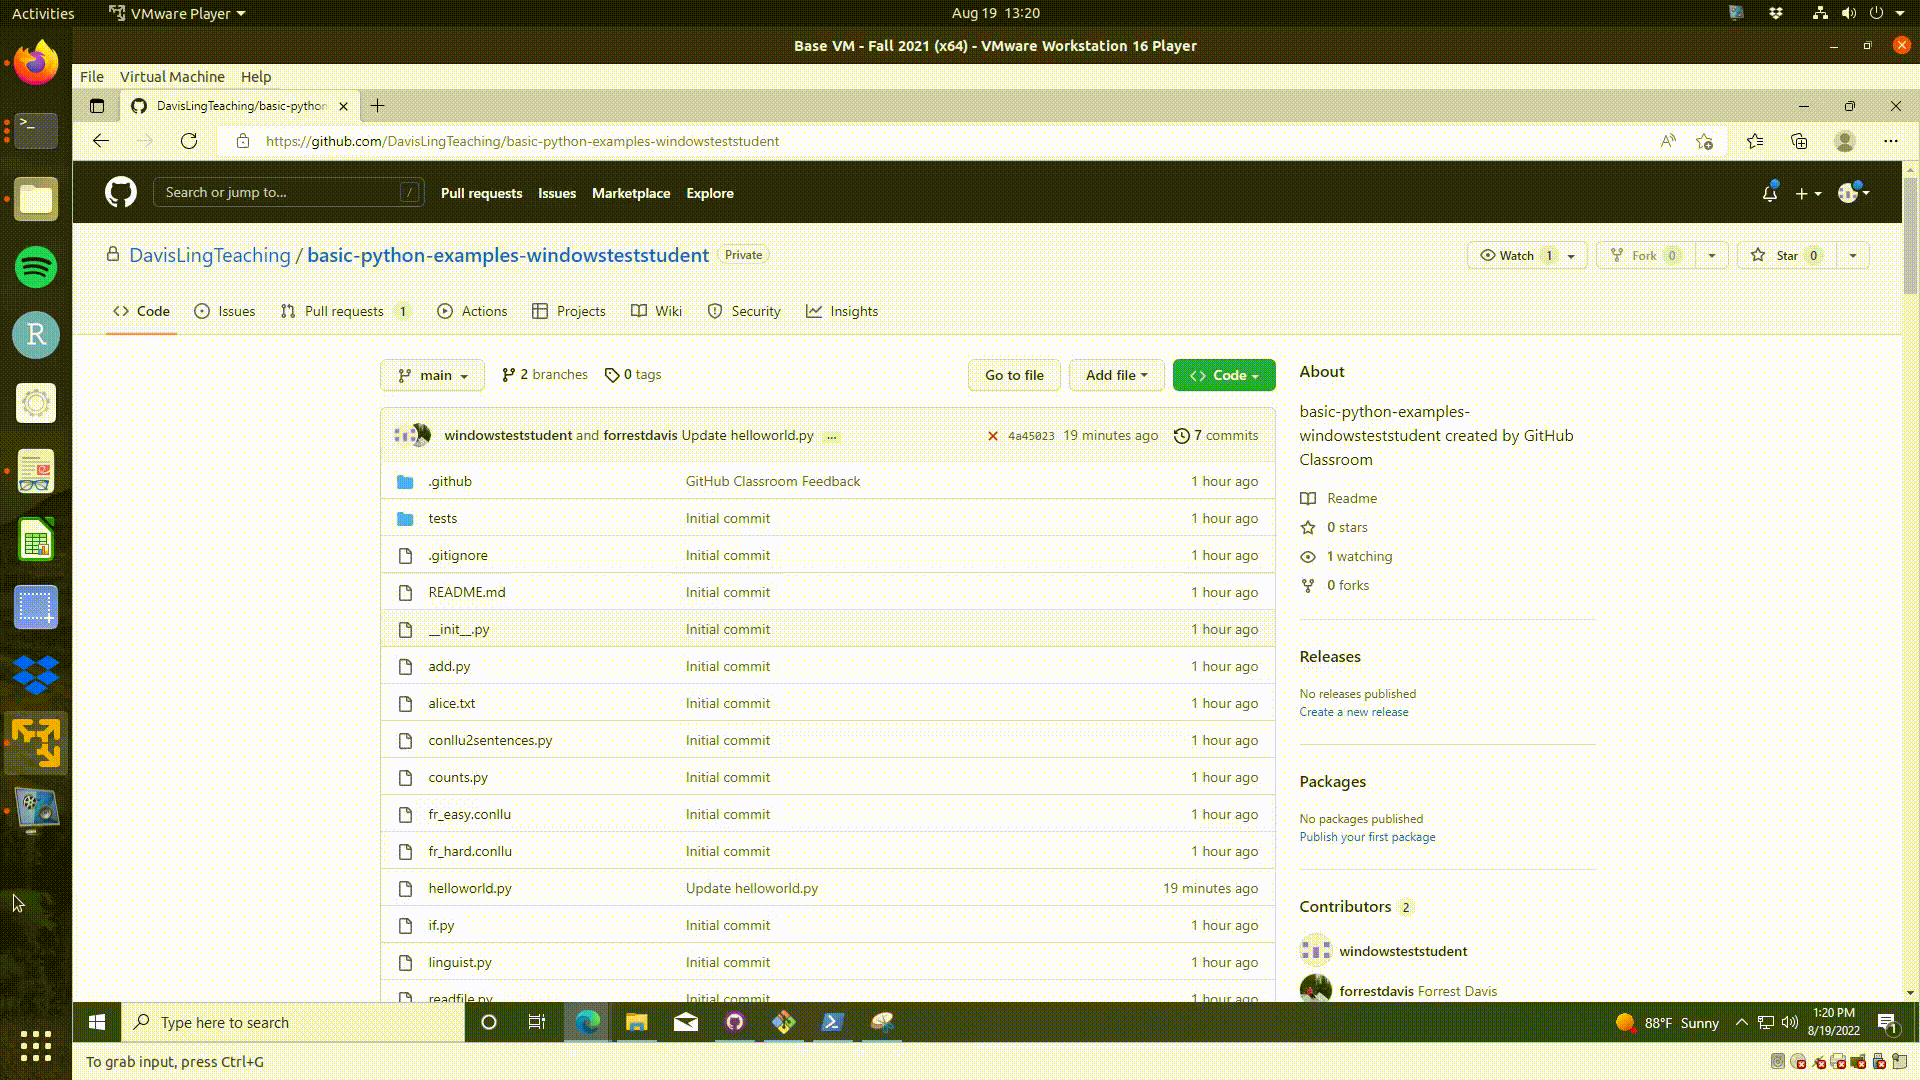 Activities VMware Player Aug 19 13:20
Base VM - Fall 2021 (x64) - VMware Workstation 16 Player
File Virtual Machine Help
DavisLingTeaching/basic-python
https://github.com/DavisLingTeaching/basic-python-examples-windowsteststudent
Search or jump to... / Pull requests Issues Marketplace Explore
DavisLingTeaching / basic-python-examples-windowsteststudent Private Watch 1 Fork 0 Star 0
Code Issues Pull requests 1 Actions Projects Wiki Security Insights
main 2 branches 0 tags Go to file Add file Code
windowsteststudent and forrestdavis Update helloworld.py ... 4a45023 19 minutes ago 7 commits
.github GitHub Classroom Feedback 1 hour ago
tests Initial commit 1 hour ago
.gitignore Initial commit 1 hour ago
README.md Initial commit 1 hour ago
__init__.py Initial commit 1 hour ago
add.py Initial commit 1 hour ago
alice.txt Initial commit 1 hour ago
conllu2sentences.py Initial commit 1 hour ago
counts.py Initial commit 1 hour ago
fr_easy.conllu Initial commit 1 hour ago
fr_hard.conllu Initial commit 1 hour ago
helloworld.py Update helloworld.py 19 minutes ago
if.py Initial commit 1 hour ago
linguist.py Initial commit 1 hour ago
readfile.py Initial commit 1 hour ago
About
basic-python-examples-
windowsteststudent created by GitHub
Classroom
Readme
0 stars
1 watching
0 forks
Releases
No releases published
Create a new release
Packages
No packages published
Publish your first package
Contributors 2
windowsteststudent
forrestdavis Forrest Davis
R
Type here to search
88°F Sunny
1:20 PM
8/19/2022
1
To grab input, press Ctrl+G